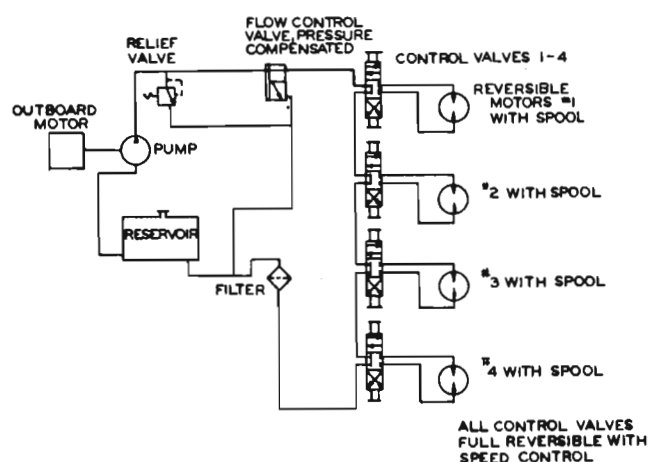 FLOW CONTROL
VALVE, PRESSURE
COMPENSATED
RELIEF
VALVE
CONTROL VALVES 1-4
REVERSIBLE
MOTORS #1
WITH SPOOL
OUTBOARD
MOTOR
PUMP
#2 WITH SPOOL
RESERVOIR
FILTER
#3 WITH SPOOL
#4 WITH SPOOL
ALL CONTROL VALVES
FULL REVERSIBLE WITH
SPEED CONTROL